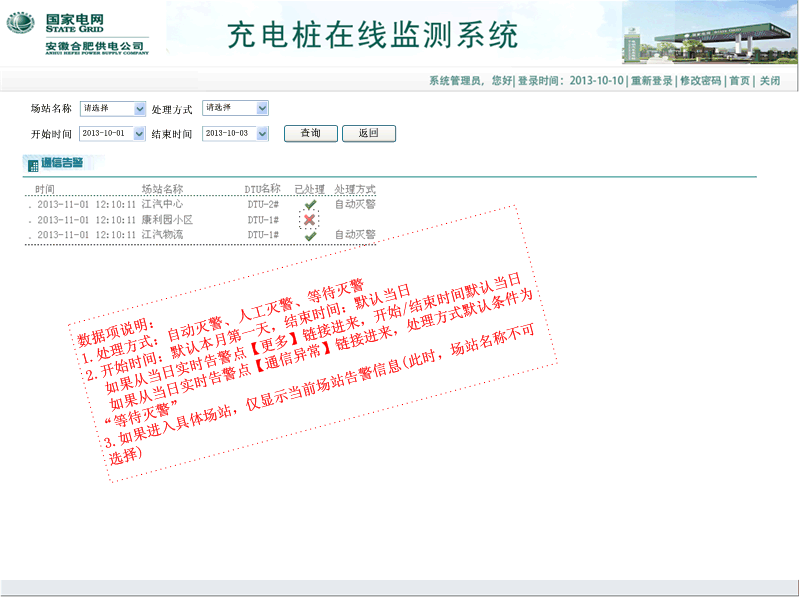 国家电网
STATE GRID
安徽合肥供电公司
ANHUI HEFEI POWER SUPPLY COMPANY
充电桩在线监测系统
系统管理员，您好| 登录时间：2013-10-10 | 重新登录 | 修改密码 | 首页 | 关闭
场站名称 请选择 处理方式 请选择
开始时间 2013-10-01 结束时间 2013-10-03 查询 返回
通信告警
时间 场站名称 DTU名称 已处理 处理方式
. 2013-11-01 12:10:11 江汽中心 DTU-2# 自动灭警
. 2013-11-01 12:10:11 康利园小区 DTU-1#
. 2013-11-01 12:10:11 江汽物流 DTU-1# 自动灭警
数据项说明：
1.处理方式：自动灭警、人工灭警、等待灭警
2.开始时间：默认本月第一天，结束时间：默认当日
如果从当日实时告警点【更多】链接进来，开始/结束时间默认当日
如果从当日实时告警点【通信异常】链接进来，处理方式默认条件为
“等待灭警”
3.如果进入具体场站，仅显示当前场站告警信息(此时，场站名称不可
选择)